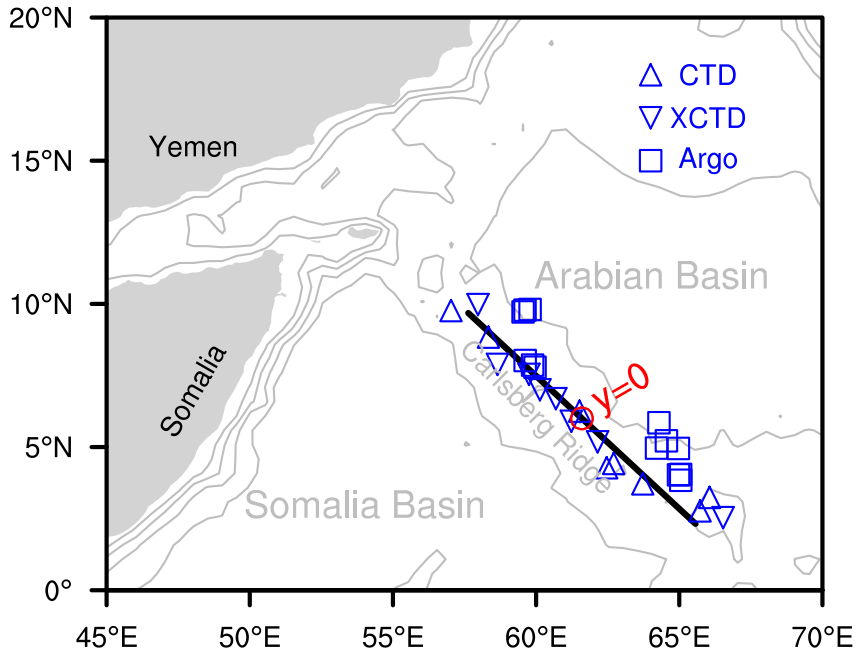 20°N
CTD
XCTD
Yemen
Argo
15°N
Arabian Basin
10°N
y=0
Somalia
Carlsberg Ridge
5°N
Somalia Basin
0°
45°E 50°E 55°E 60°E 65°E 70°E